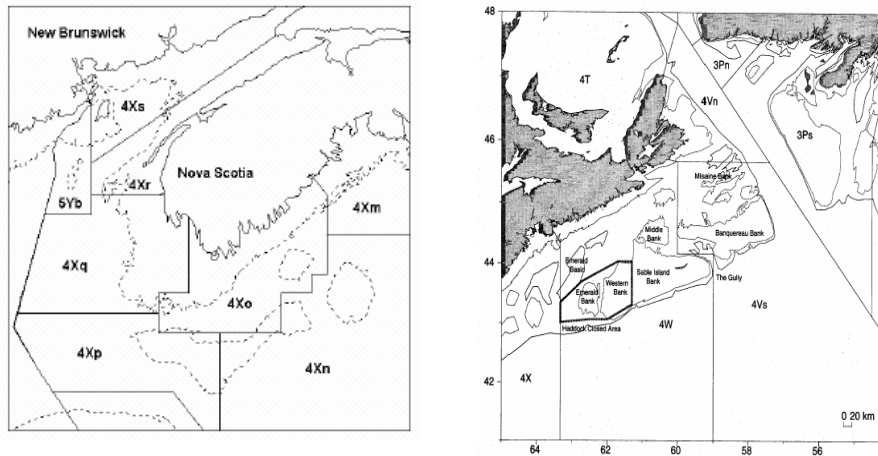 New Brunswick
4Xs
Nova Scotia
4Xr
5Yb
4Xm
4Xq
4Xo
4Xp
4Xn
48
46
44
42
64
62
60
58
56
4T
3Pn
4Vn
3Ps
Misaine Bank
Middle
Bank
Banquereau Bank
Emerald
Basin
Western
Bank
Sable Island
Bank
The Gully
Emerald
Bank
Haddock Closed Area
4W
4Vs
4X
0 20 km